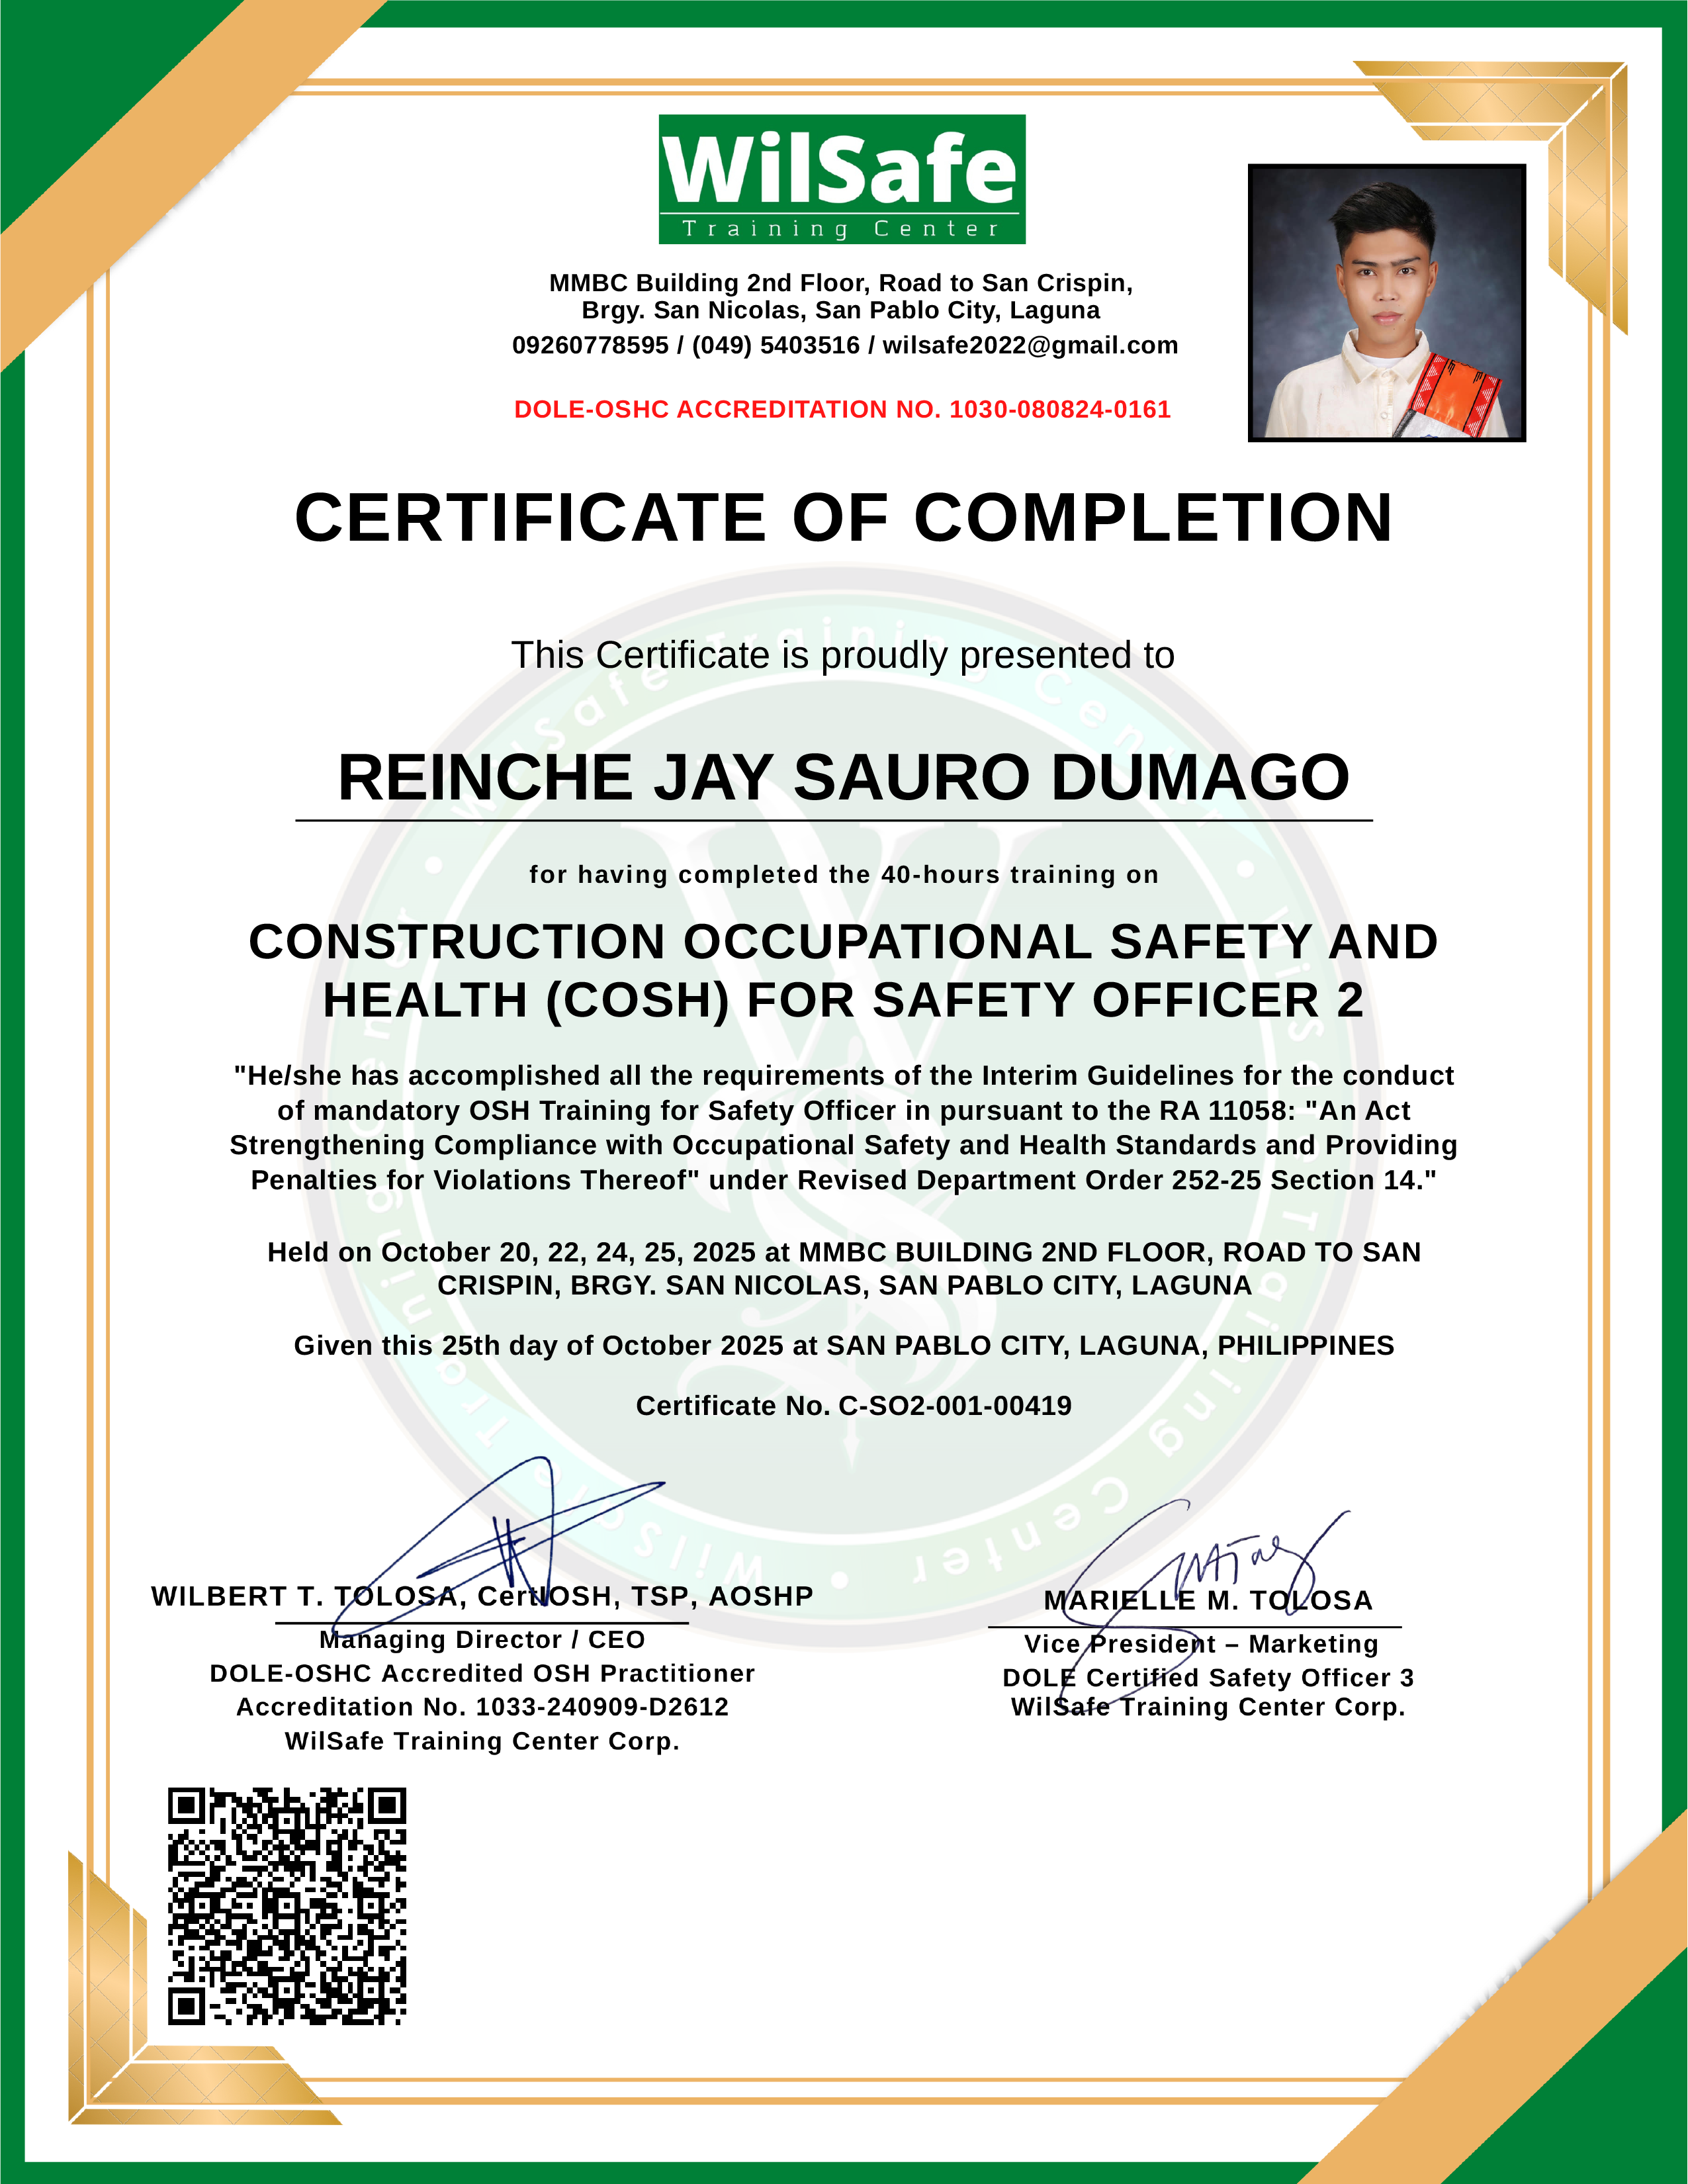 WilSafe
Training Center
MMBC Building 2nd Floor, Road to San Crispin,
Brgy. San Nicolas, San Pablo City, Laguna
09260778595 / (049) 5403516 / wilsafe2022@gmail.com
DOLE-OSHC ACCREDITATION NO. 1030-080824-0161
CERTIFICATE OF COMPLETION
This Certificate is proudly presented to
REINCHE JAY SAURO DUMAGO
for having completed the 40-hours training on
CONSTRUCTION OCCUPATIONAL SAFETY AND
HEALTH (COSH) FOR SAFETY OFFICER 2
"He/she has accomplished all the requirements of the Interim Guidelines for the conduct
of mandatory OSH Training for Safety Officer in pursuant to the RA 11058: "An Act
Strengthening Compliance with Occupational Safety and Health Standards and Providing
Penalties for Violations Thereof" under Revised Department Order 252-25 Section 14."
Held on October 20, 22, 24, 25, 2025 at MMBC BUILDING 2ND FLOOR, ROAD TO SAN
CRISPIN, BRGY. SAN NICOLAS, SAN PABLO CITY, LAGUNA
Given this 25th day of October 2025 at SAN PABLO CITY, LAGUNA, PHILIPPINES
Certificate No. C-SO2-001-00419
WILBERT T. TOLOSA, CertIOSH, TSP, AOSHP
Managing Director / CEO
DOLE-OSHC Accredited OSH Practitioner
Accreditation No. 1033-240909-D2612
WilSafe Training Center Corp.
MARIELLE M. TOLOSA
Vice President – Marketing
DOLE Certified Safety Officer 3
WilSafe Training Center Corp.
WilSafe Training Center • WilSafe Training Center • WilSafe Training Center •